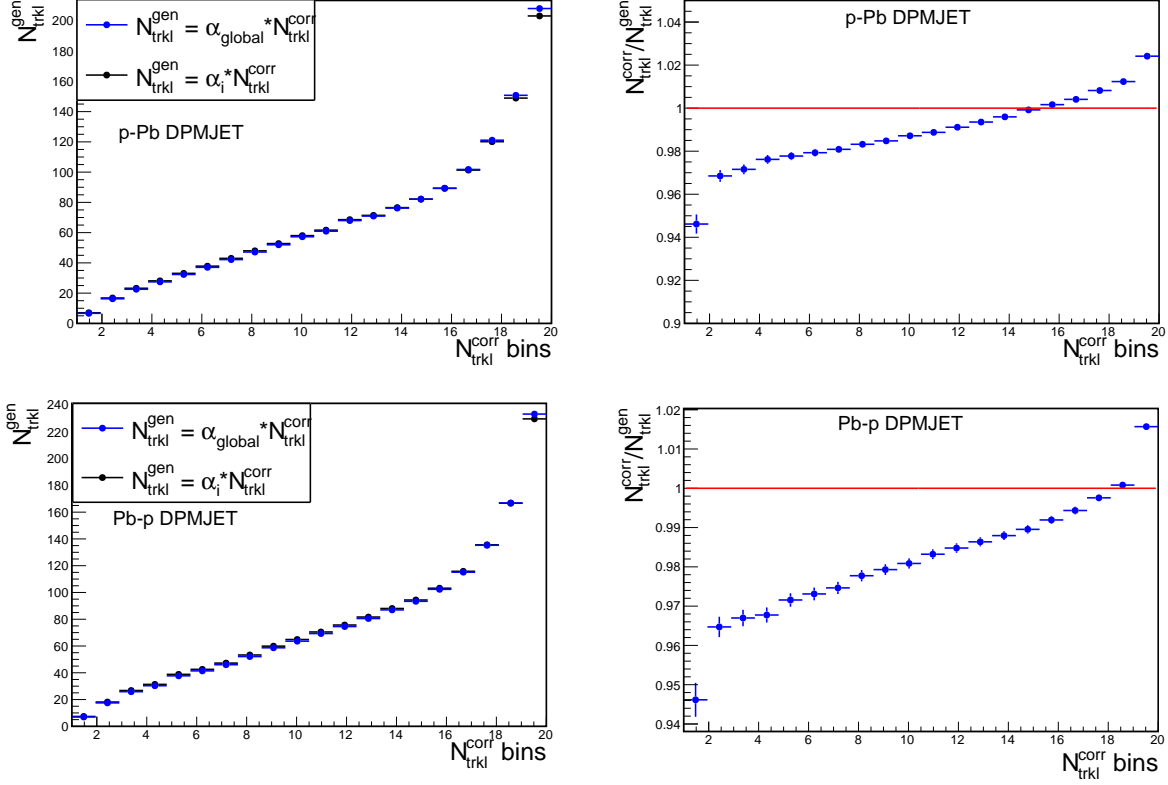 N_trkl^gen
200
180
160
140
120
100
80
60
40
20
0
N_trkl^gen = α_global*N_trkl^corr
N_trkl^gen = α_i*N_trkl^corr
p-Pb DPMJET
2 4 6 8 10 12 14 16 18 20
N_trkl^corr bins
N_trkl^corr/N_trkl^gen
1.04
1.02
1
0.98
0.96
0.94
0.92
0.9
p-Pb DPMJET
2 4 6 8 10 12 14 16 18 20
N_trkl^corr bins
N_trkl^gen
240
220
200
180
160
140
120
100
80
60
40
20
0
N_trkl^gen = α_global*N_trkl^corr
N_trkl^gen = α_i*N_trkl^corr
Pb-p DPMJET
2 4 6 8 10 12 14 16 18 20
N_trkl^corr bins
N_trkl^corr/N_trkl^gen
1.02
1.01
1
0.99
0.98
0.97
0.96
0.95
0.94
Pb-p DPMJET
2 4 6 8 10 12 14 16 18 20
N_trkl^corr bins